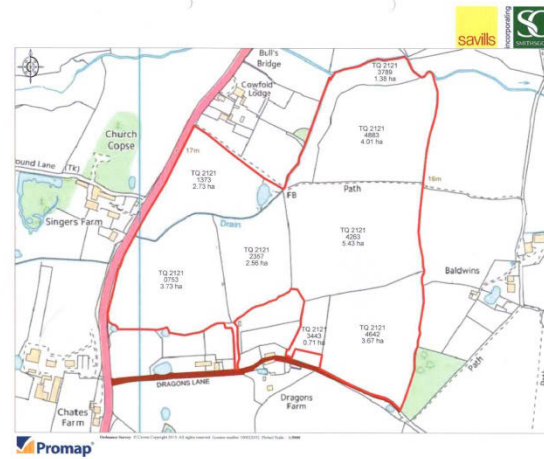 savills
incorporating
SMITHSGORE
Bull's
Bridge
TQ 2121
3789
1.38 ha
Cowfold
Lodge
Church
Copse
17m
TQ 2121
4883
4.01 ha
TQ 2121
1373
2.73 ha
ound Lane (Tk)
FB
Path
16m
Singers Farm
Drain
TQ 2121
2357
2.56 ha
TQ 2121
4263
5.43 ha
TQ 2121
0753
3.73 ha
Baldwins
TQ 2121
3443
0.71 ha
TQ 2121
4642
3.67 ha
Path
DRAGONS LANE
Dragons
Farm
Chates
Farm
Promap